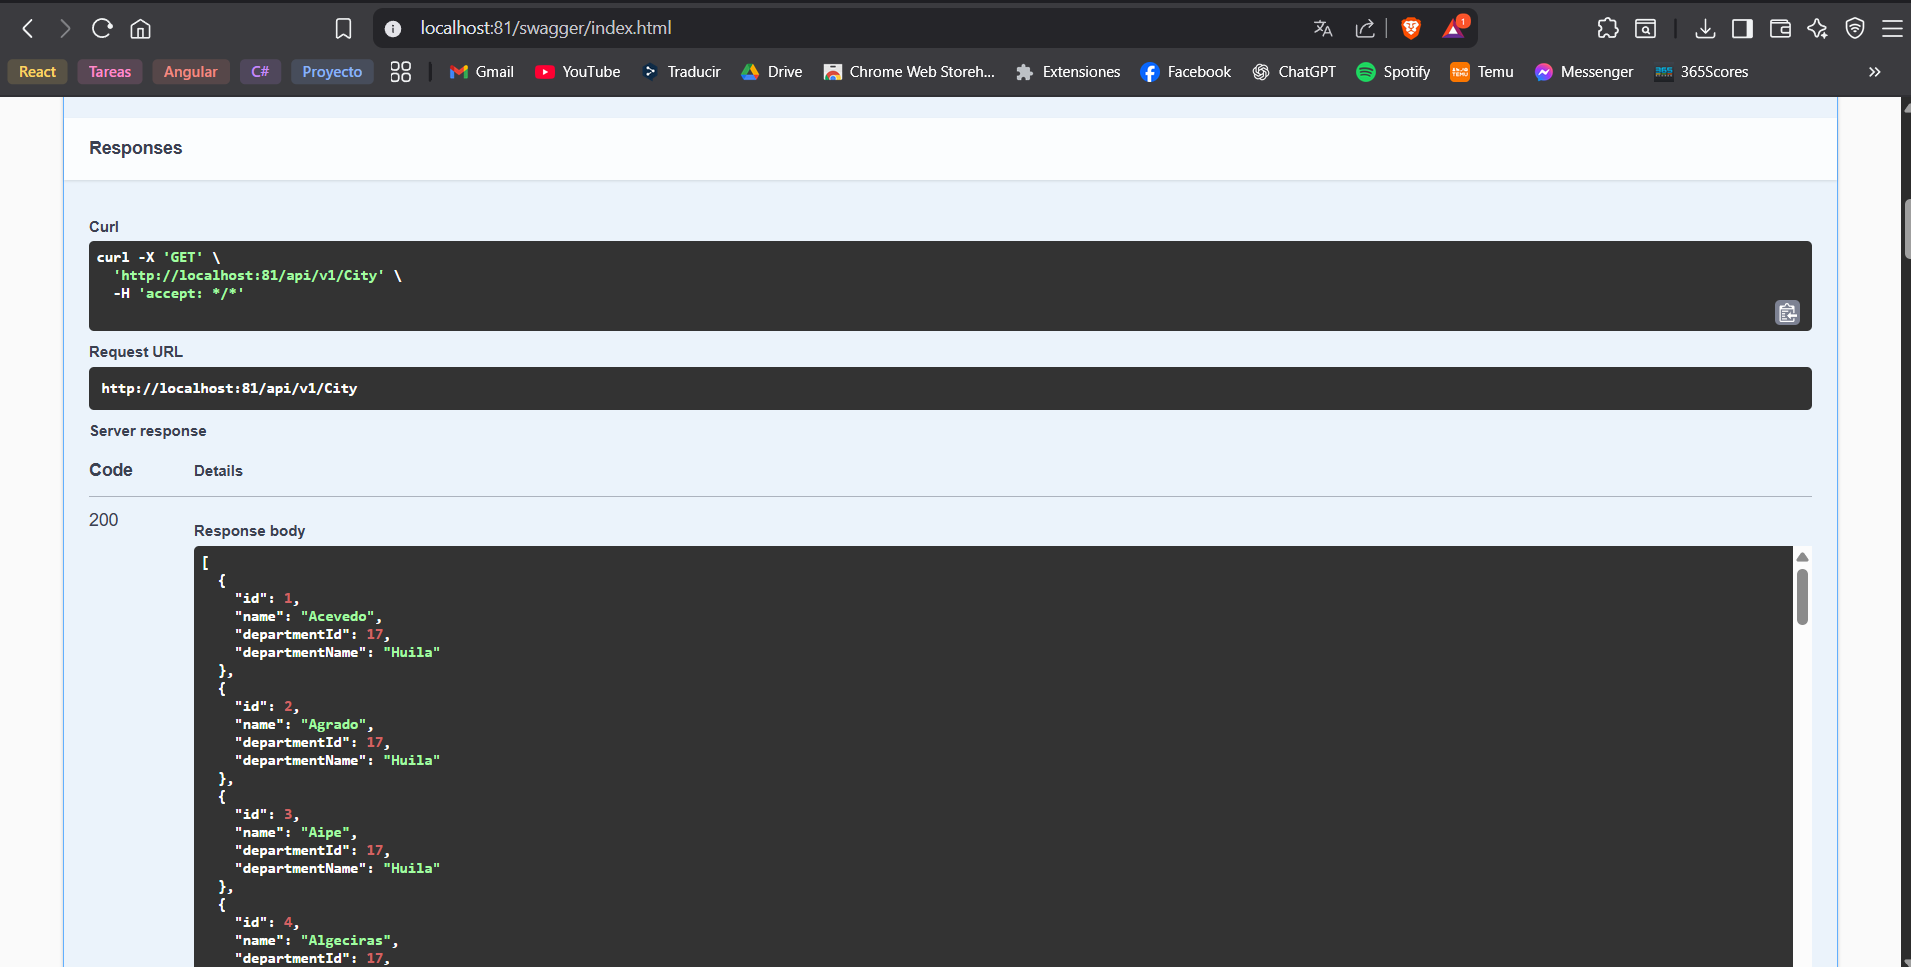 localhost:81/swagger/index.html
1
React Tareas Angular C# Proyecto Gmail YouTube Traducir Drive Chrome Web Storeh... Extensiones Facebook ChatGPT Spotify Temu Messenger 365Scores »
Responses
Curl
curl -X 'GET' \
  'http://localhost:81/api/v1/City' \
  -H 'accept: */*'
Request URL
http://localhost:81/api/v1/City
Server response
Code Details
200
Response body
[
  {
    "id": 1,
    "name": "Acevedo",
    "departmentId": 17,
    "departmentName": "Huila"
  },
  {
    "id": 2,
    "name": "Agrado",
    "departmentId": 17,
    "departmentName": "Huila"
  },
  {
    "id": 3,
    "name": "Aipe",
    "departmentId": 17,
    "departmentName": "Huila"
  },
  {
    "id": 4,
    "name": "Algeciras",
    "departmentId": 17,